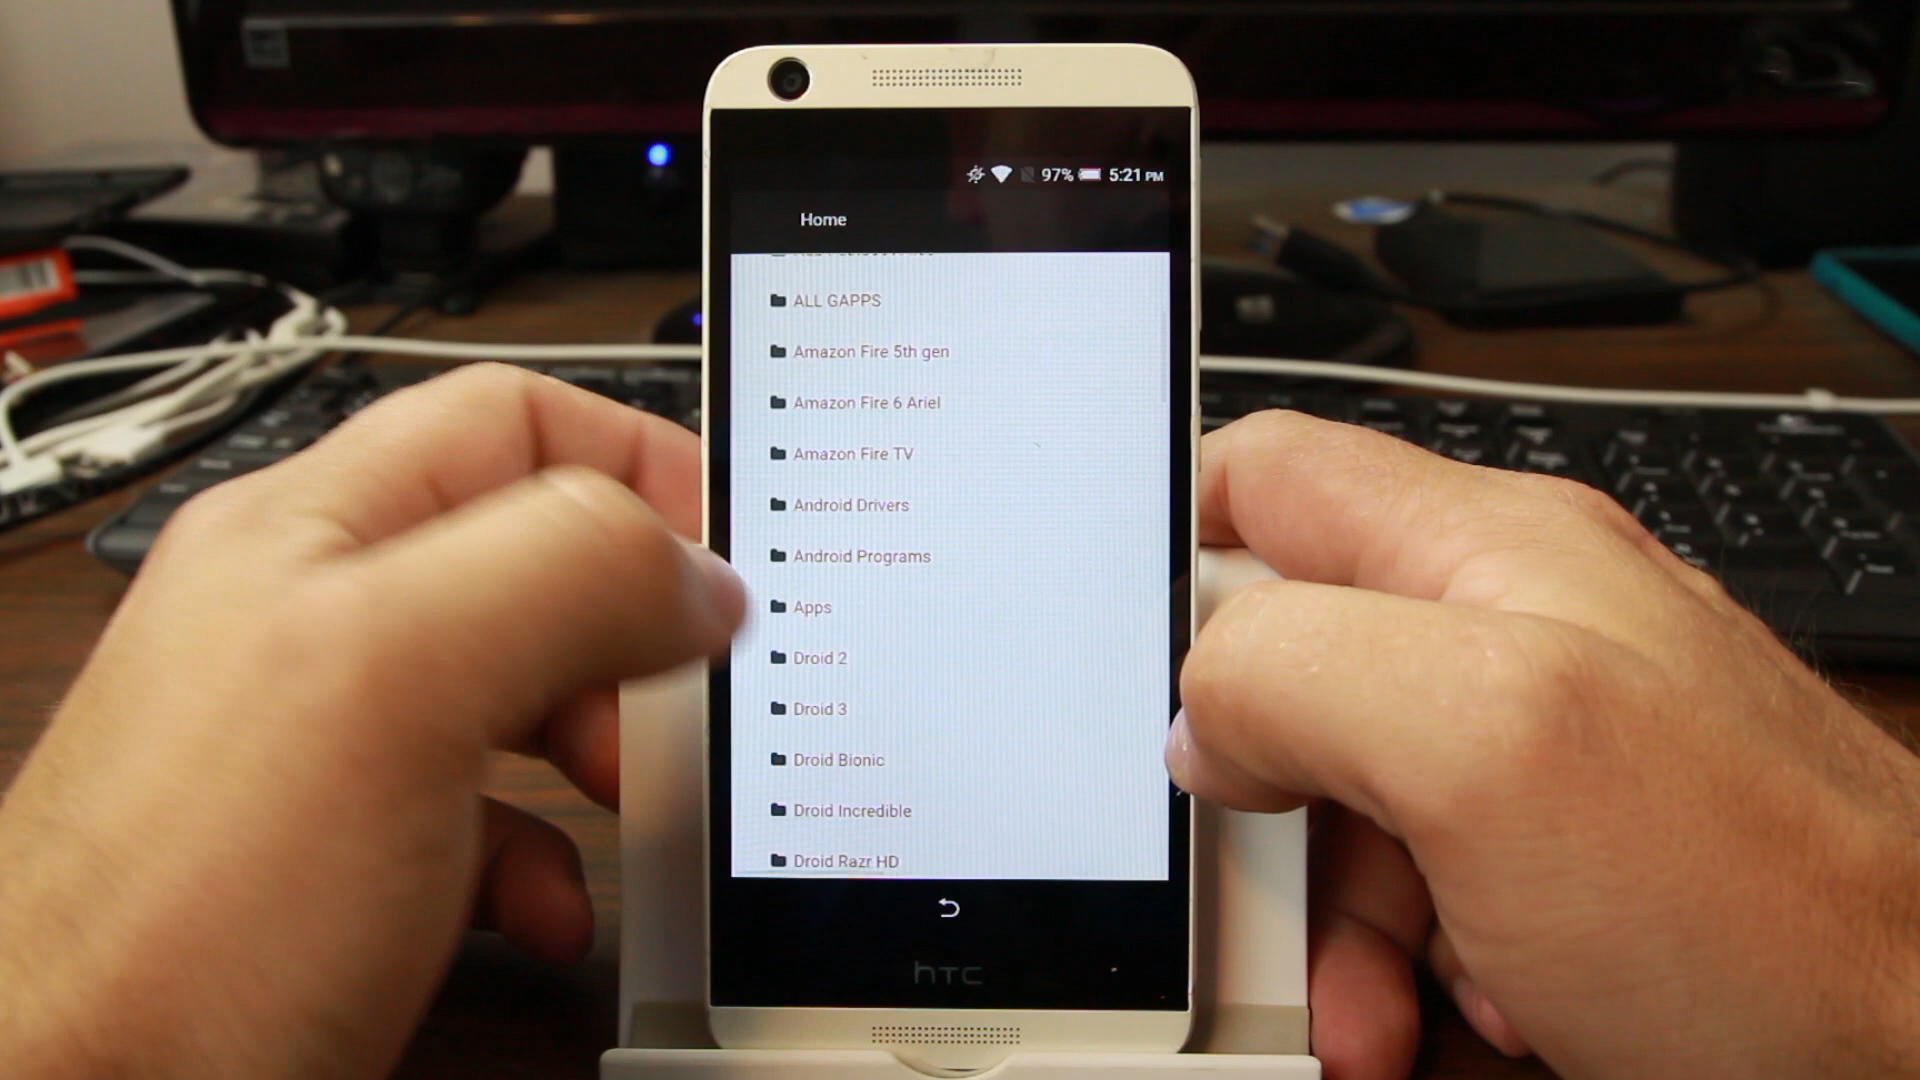 97% 5:21 PM
Home
ALL GAPPS
Amazon Fire 5th gen
Amazon Fire 6 Ariel
Amazon Fire TV
Android Drivers
Android Programs
Apps
Droid 2
Droid 3
Droid Bionic
Droid Incredible
Droid Razr HD
hTC